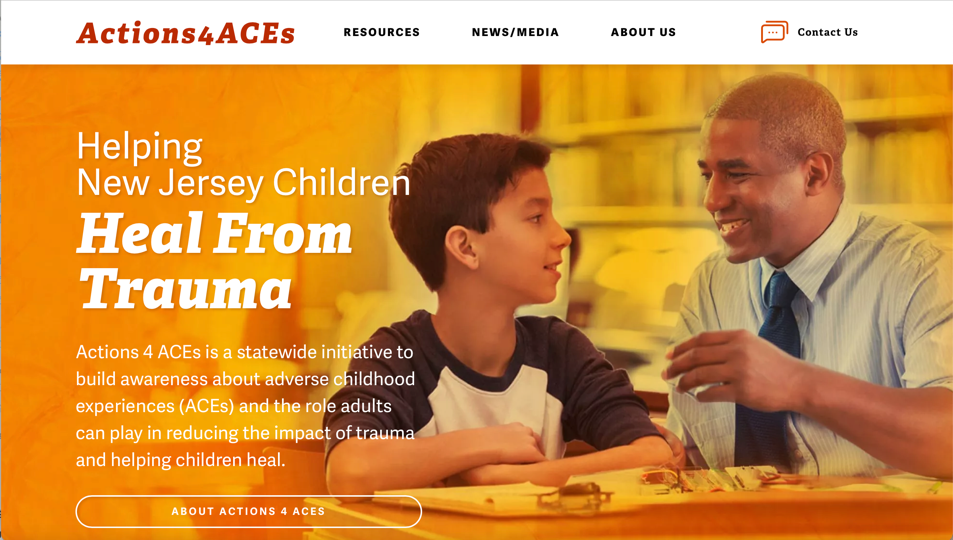 Actions4ACEs
RESOURCES
NEWS/MEDIA
ABOUT US
Contact Us
Helping
New Jersey Children
Heal From
Trauma
Actions 4 ACEs is a statewide initiative to
build awareness about adverse childhood
experiences (ACEs) and the role adults
can play in reducing the impact of trauma
and helping children heal.
ABOUT ACTIONS 4 ACES